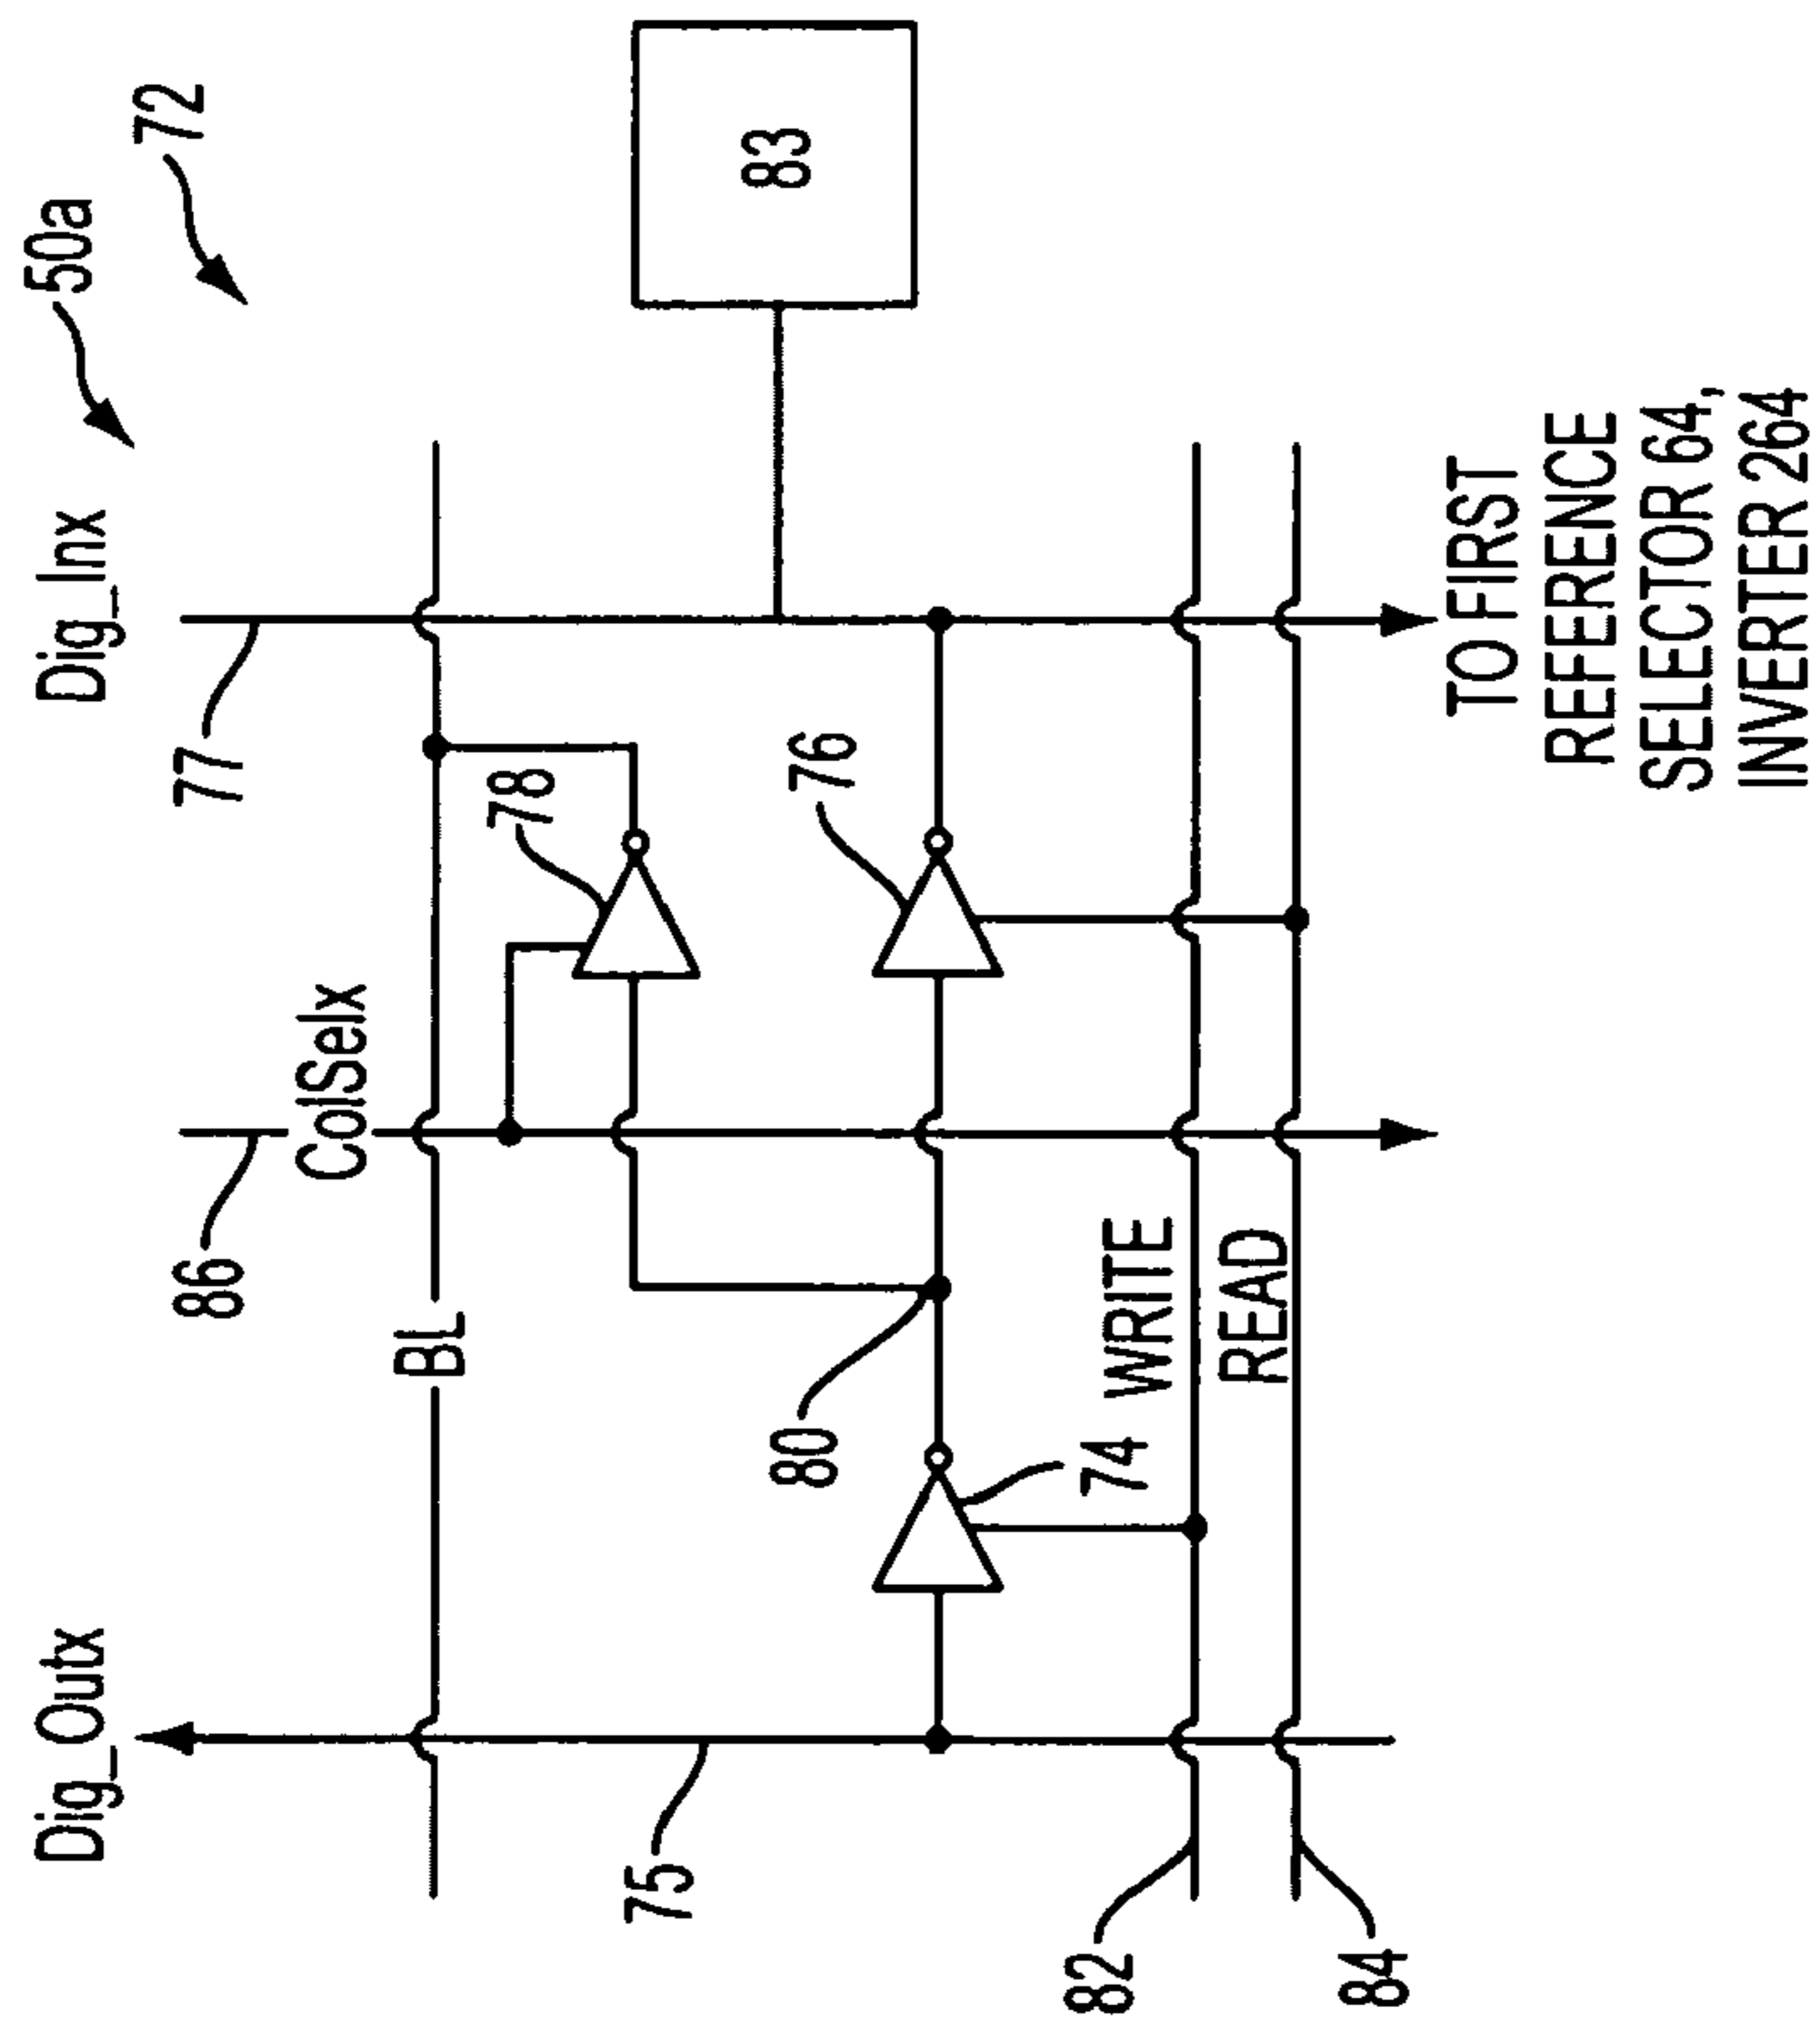 50a
72
Dig_Outx
Dig_Inx
86
77
ColSelx
BL
78
75
80
76
83
74
WRITE
READ
82
84
TO FIRST
REFERENCE
SELECTOR 64,
INVERTER 264